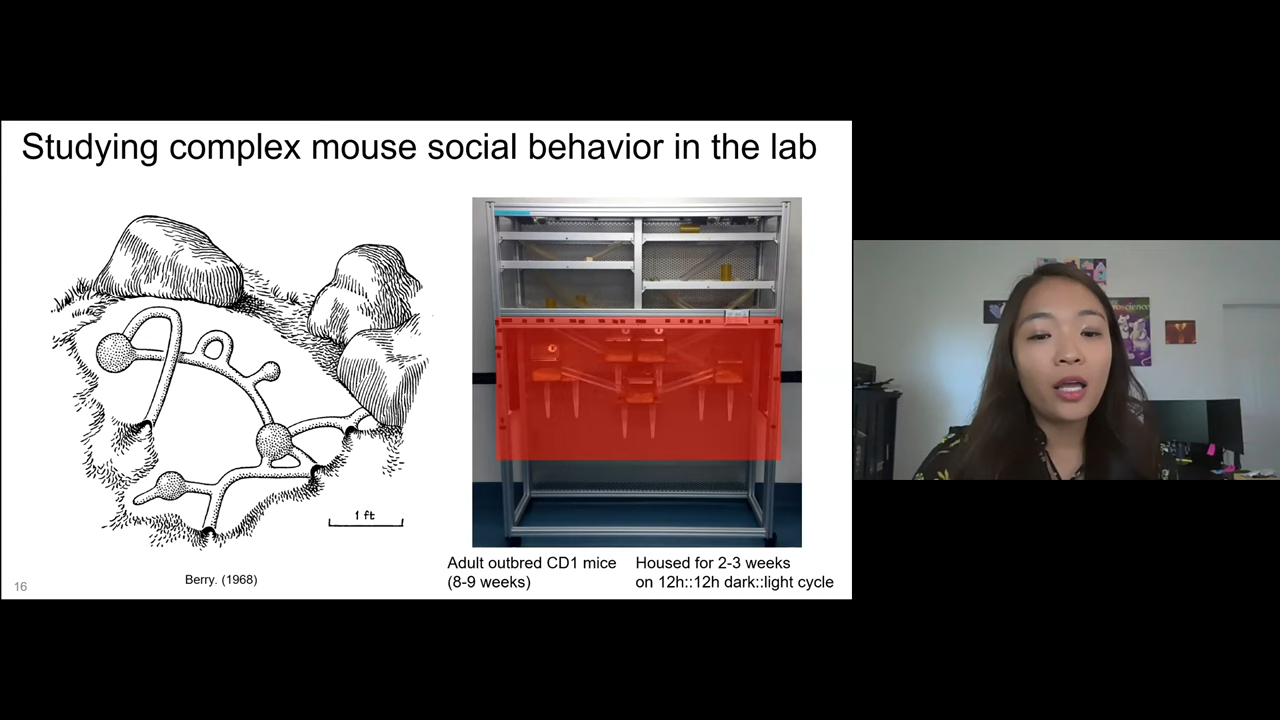 Studying complex mouse social behavior in the lab
1 ft
Berry. (1968)
Adult outbred CD1 mice
(8-9 weeks)
Housed for 2-3 weeks
on 12h::12h dark::light cycle
16